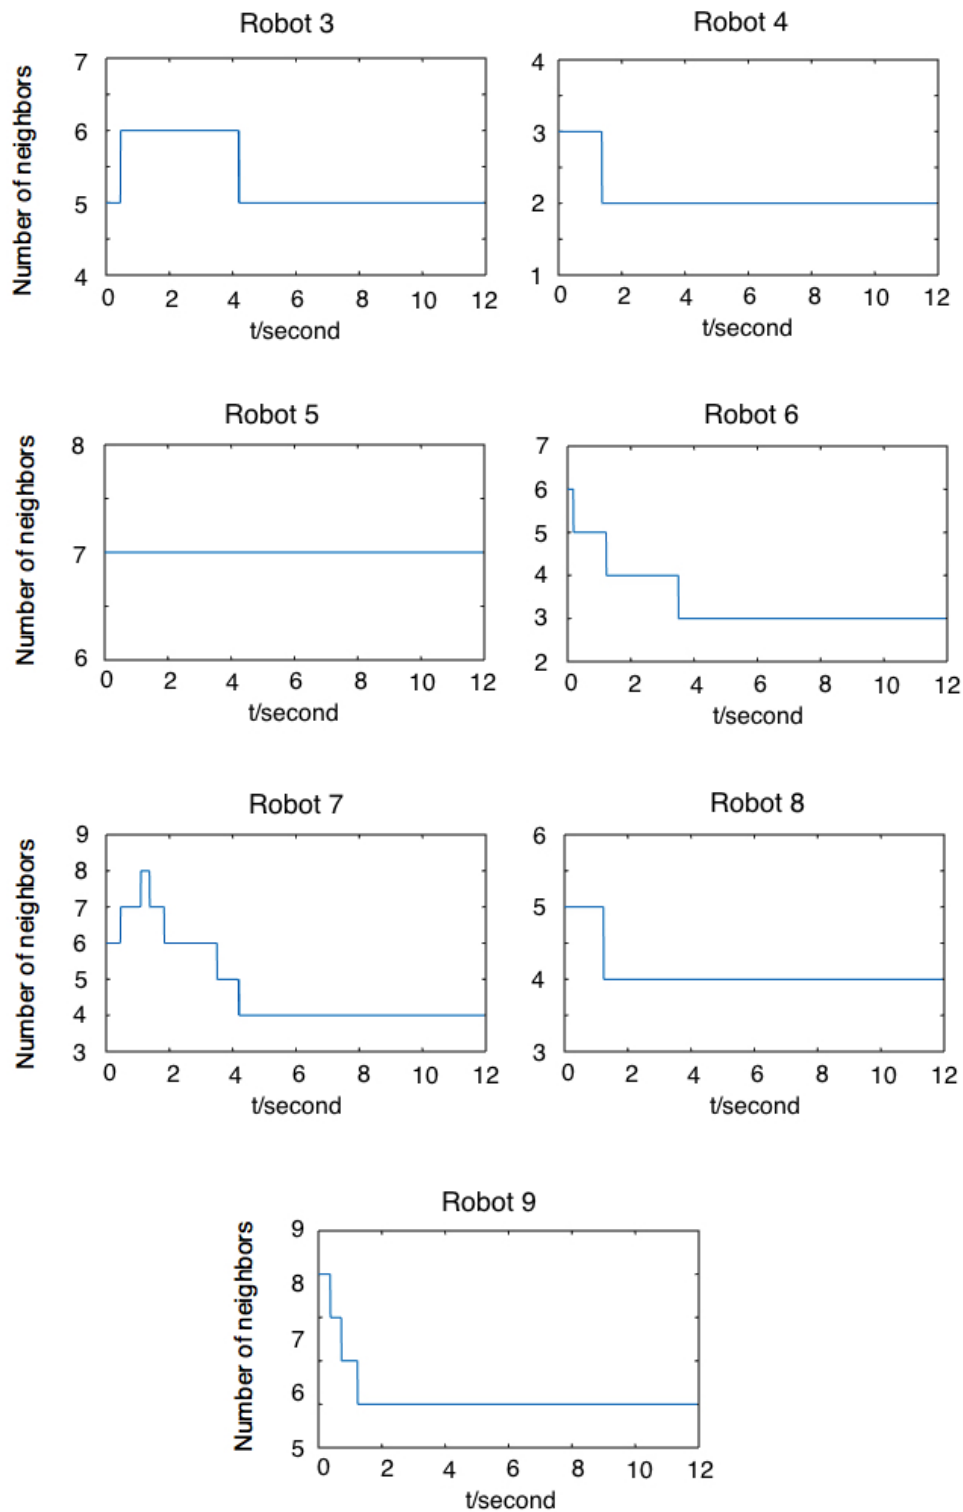 Robot 3
Robot 4
Number of neighbors
7
6
5
4
0 2 4 6 8 10 12
t/second
4
3
2
1
0 2 4 6 8 10 12
t/second
Robot 5
Robot 6
Number of neighbors
8
7
6
0 2 4 6 8 10 12
t/second
7
6
5
4
3
2
0 2 4 6 8 10 12
t/second
Robot 7
Robot 8
Number of neighbors
9
8
7
6
5
4
3
0 2 4 6 8 10 12
t/second
6
5
4
3
0 2 4 6 8 10 12
t/second
Robot 9
Number of neighbors
9
8
7
6
5
0 2 4 6 8 10 12
t/second